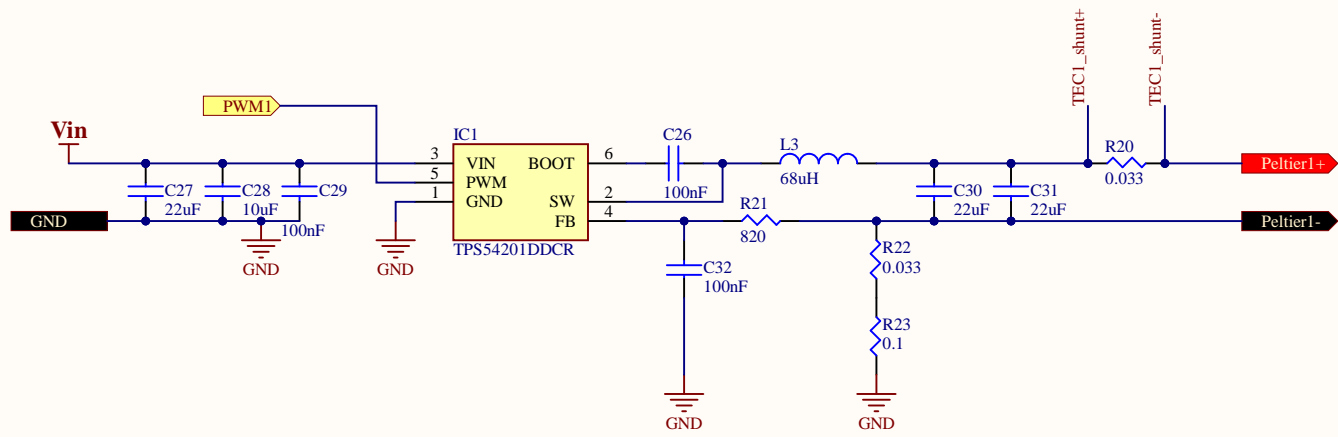 TEC1_shunt+
TEC1_shunt-
PWM1
Vin
IC1
C26
L3
R20
3
VIN
BOOT
6
Peltier1+
5
PWM
100nF
68uH
0.033
C27
C28
C29
C30
C31
1
GND
SW
2
22uF
10uF
100nF
R21
22uF
22uF
GND
FB
4
Peltier1-
820
TPS54201DDCR
GND
GND
C32
100nF
R22
0.033
R23
0.1
GND
GND